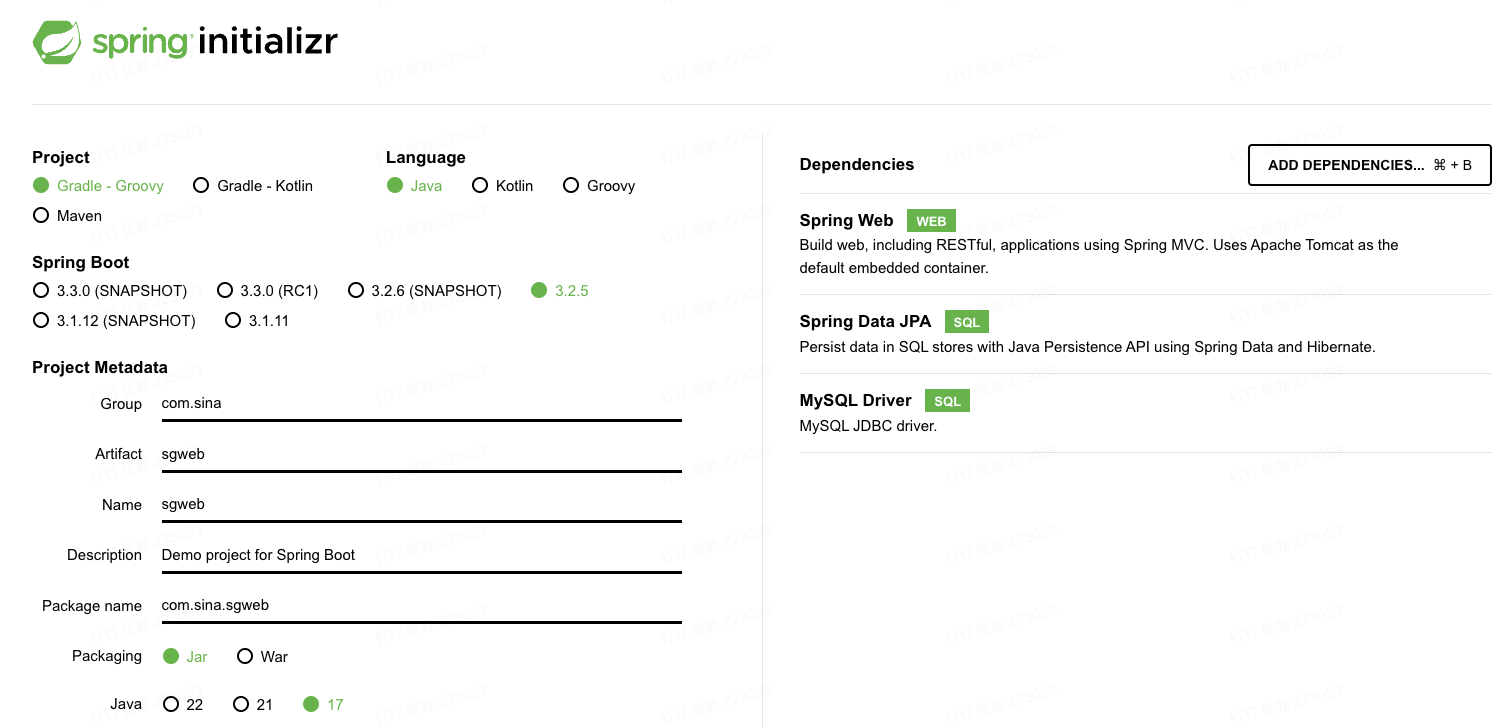 spring initializr
Project
Gradle - Groovy Gradle - Kotlin
Maven
Language
Java Kotlin Groovy
Spring Boot
3.3.0 (SNAPSHOT) 3.3.0 (RC1) 3.2.6 (SNAPSHOT) 3.2.5
3.1.12 (SNAPSHOT) 3.1.11
Project Metadata
Group com.sina
Artifact sgweb
Name sgweb
Description Demo project for Spring Boot
Package name com.sina.sgweb
Packaging Jar War
Java 22 21 17
Dependencies
ADD DEPENDENCIES... ⌘ + B
Spring Web WEB
Build web, including RESTful, applications using Spring MVC. Uses Apache Tomcat as the
default embedded container.
Spring Data JPA SQL
Persist data in SQL stores with Java Persistence API using Spring Data and Hibernate.
MySQL Driver SQL
MySQL JDBC driver.